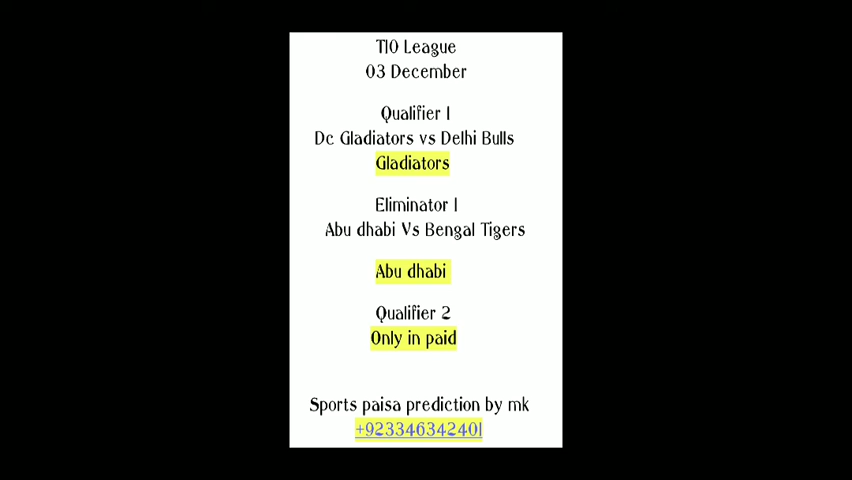 T10 League
03 December
Qualifier 1
Dc Gladiators vs Delhi Bulls
Gladiators
Eliminator 1
Abu dhabi Vs Bengal Tigers
Abu dhabi
Qualifier 2
Only in paid
Sports paisa prediction by mk
+923346342401